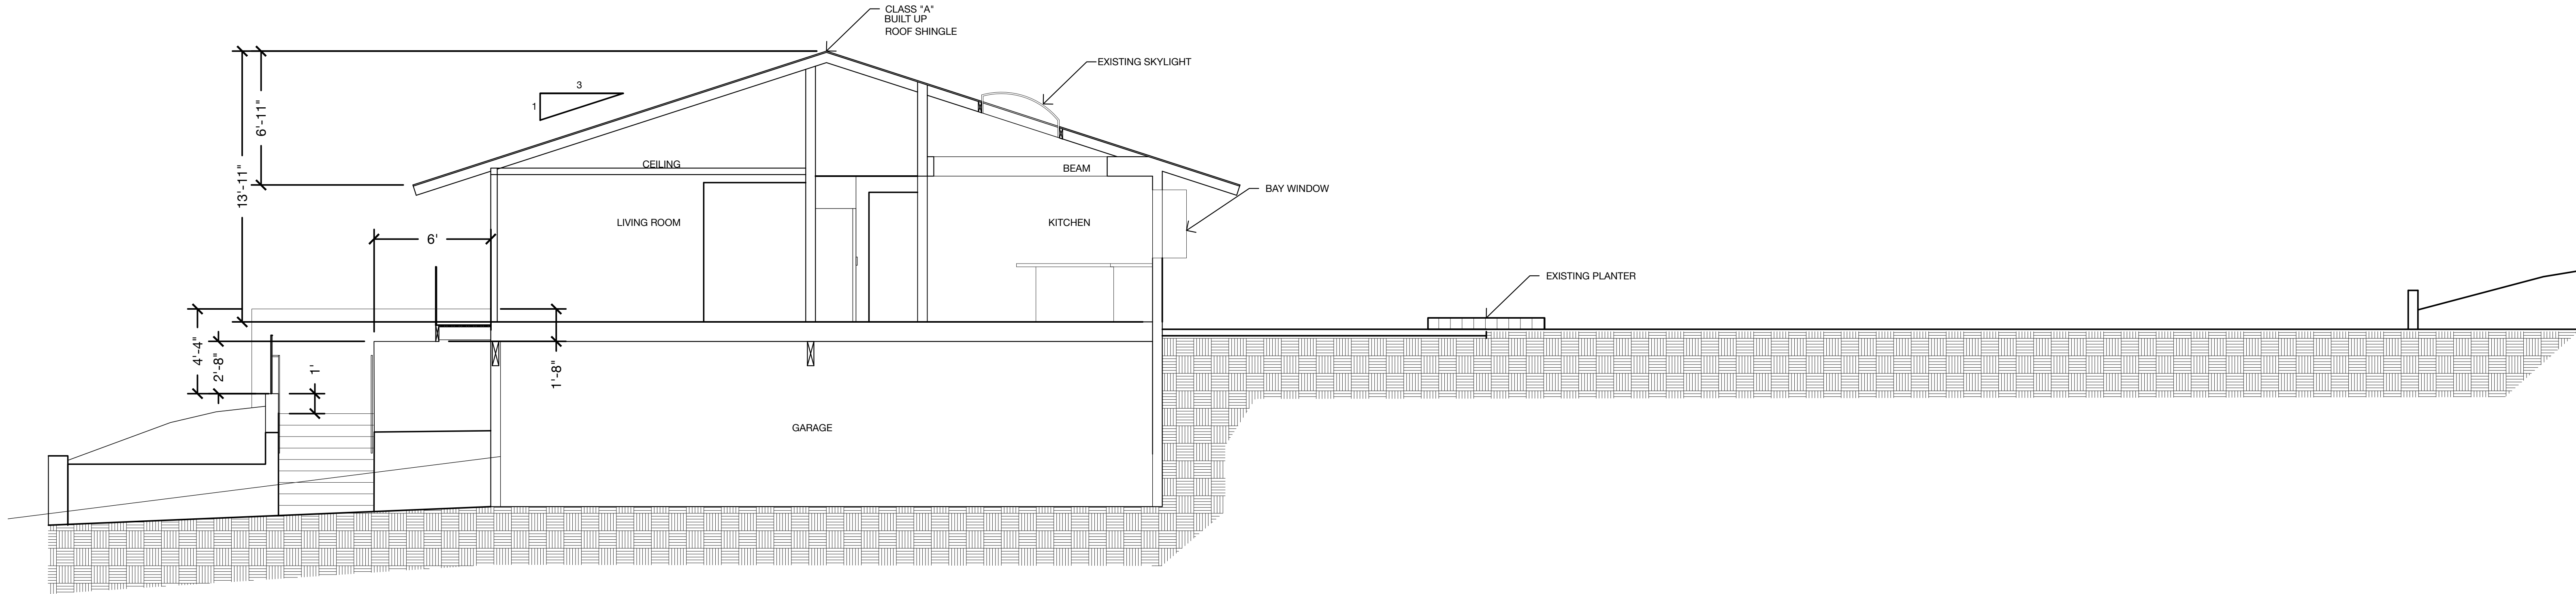 CLASS "A"
BUILT UP
ROOF SHINGLE
EXISTING SKYLIGHT
3
1
6'-11"
13'-11"
CEILING
BEAM
BAY WINDOW
LIVING ROOM
KITCHEN
6'
EXISTING PLANTER
4'-4"
2'-8"
1'
1'-8"
GARAGE